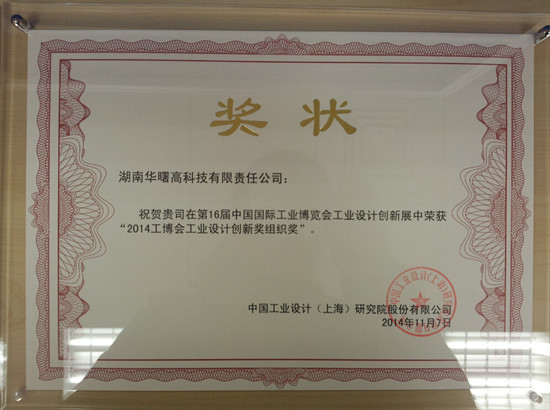 奖状
湖南华曙高科技有限责任公司：
祝贺贵司在第16届中国国际工业博览会工业设计创新展中荣获
“2014工博会工业设计创新奖组织奖”。
中国工业设计（上海）研究院股份有限公司
2014年11月7日